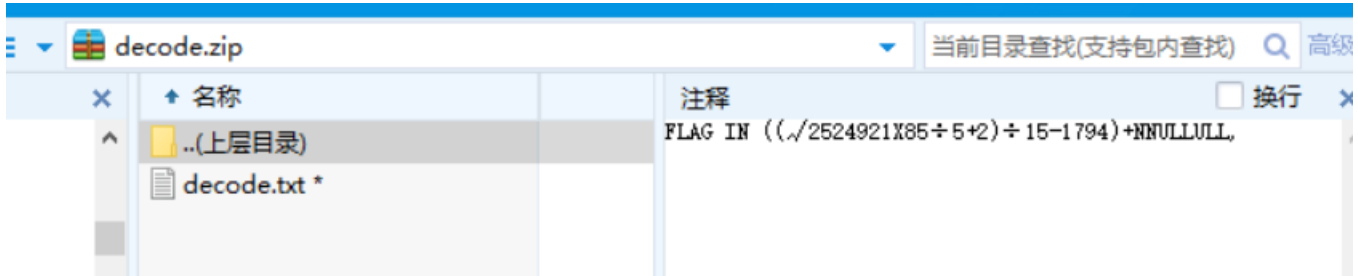 decode.zip
当前目录查找(支持包内查找)
高级
名称
注释
换行
FLAG IN ((√2524921X85÷5+2)÷15-1794)+NNULLULL,
..(上层目录)
decode.txt *